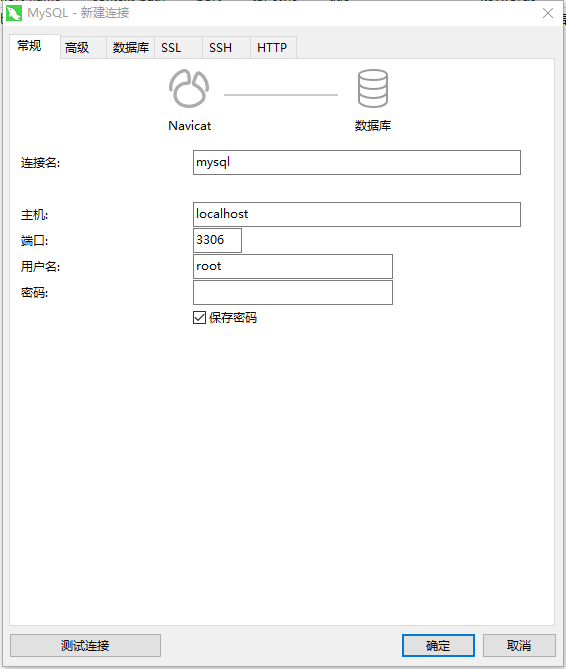 MySQL - 新建连接
常规 高级 数据库 SSL SSH HTTP
Navicat 数据库
连接名: mysql
主机: localhost
端口: 3306
用户名: root
密码:
保存密码
测试连接 确定 取消